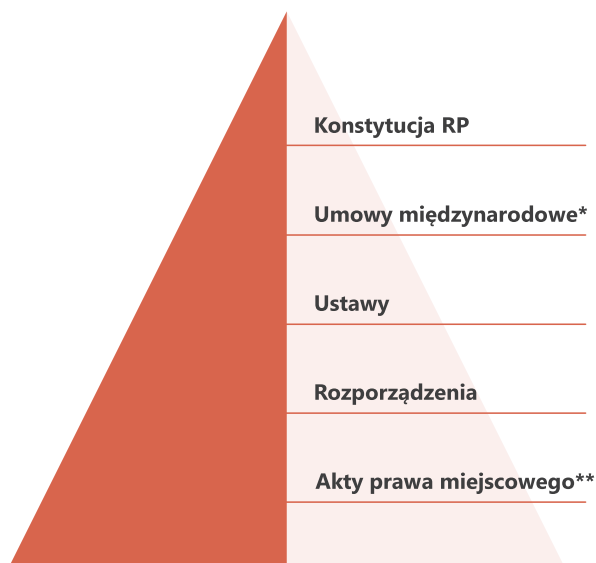 Konstytucja RP
Umowy międzynarodowe*
Ustawy
Rozporządzenia
Akty prawa miejscowego**